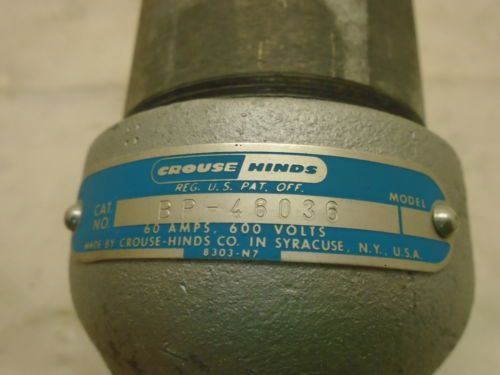 CROUSE HINDS
REG. U.S. PAT. OFF.
CAT. NO. BP-48036 MODEL
60 AMPS, 600 VOLTS
MADE BY CROUSE-HINDS CO. IN SYRACUSE, N.Y., U.S.A.
8303-N7